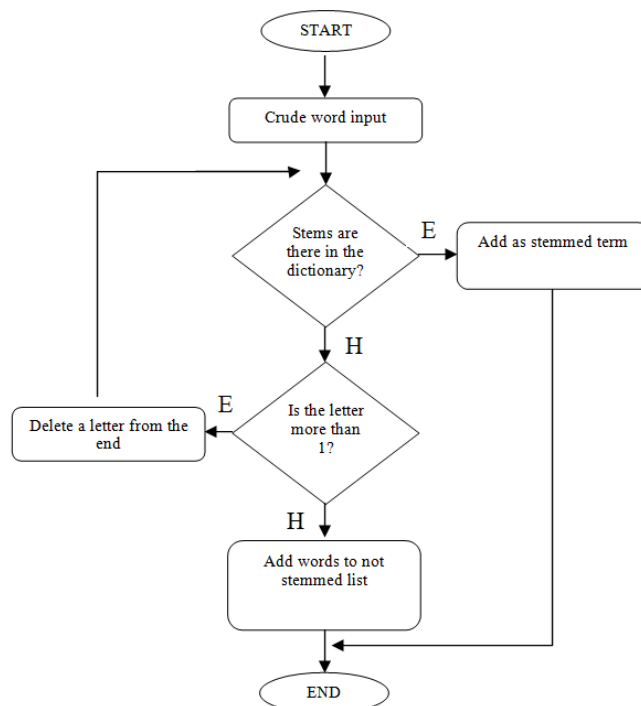 START
Crude word input
Stems are
there in the
dictionary?
E
Add as stemmed term
H
Is the letter
more than
1?
E
Delete a letter from the
end
H
Add words to not
stemmed list
END